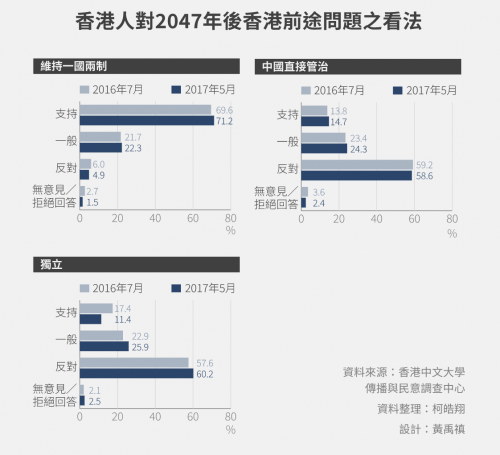 香港人對2047年後香港前途問題之看法
維持一國兩制
2016年7月 2017年5月
支持 69.6
71.2
一般 21.7
22.3
反對 6.0
4.9
無意見／ 2.7
拒絕回答 1.5
0 20 40 60 80
%
中國直接管治
2016年7月 2017年5月
支持 13.8
14.7
一般 23.4
24.3
反對 59.2
58.6
無意見／ 3.6
拒絕回答 2.4
0 20 40 60 80
%
獨立
2016年7月 2017年5月
支持 17.4
11.4
一般 22.9
25.9
反對 57.6
60.2
無意見／ 2.1
拒絕回答 2.5
0 20 40 60 80
%
資料來源：香港中文大學
傳播與民意調查中心
資料整理：柯皓翔
設計：黃禹禛